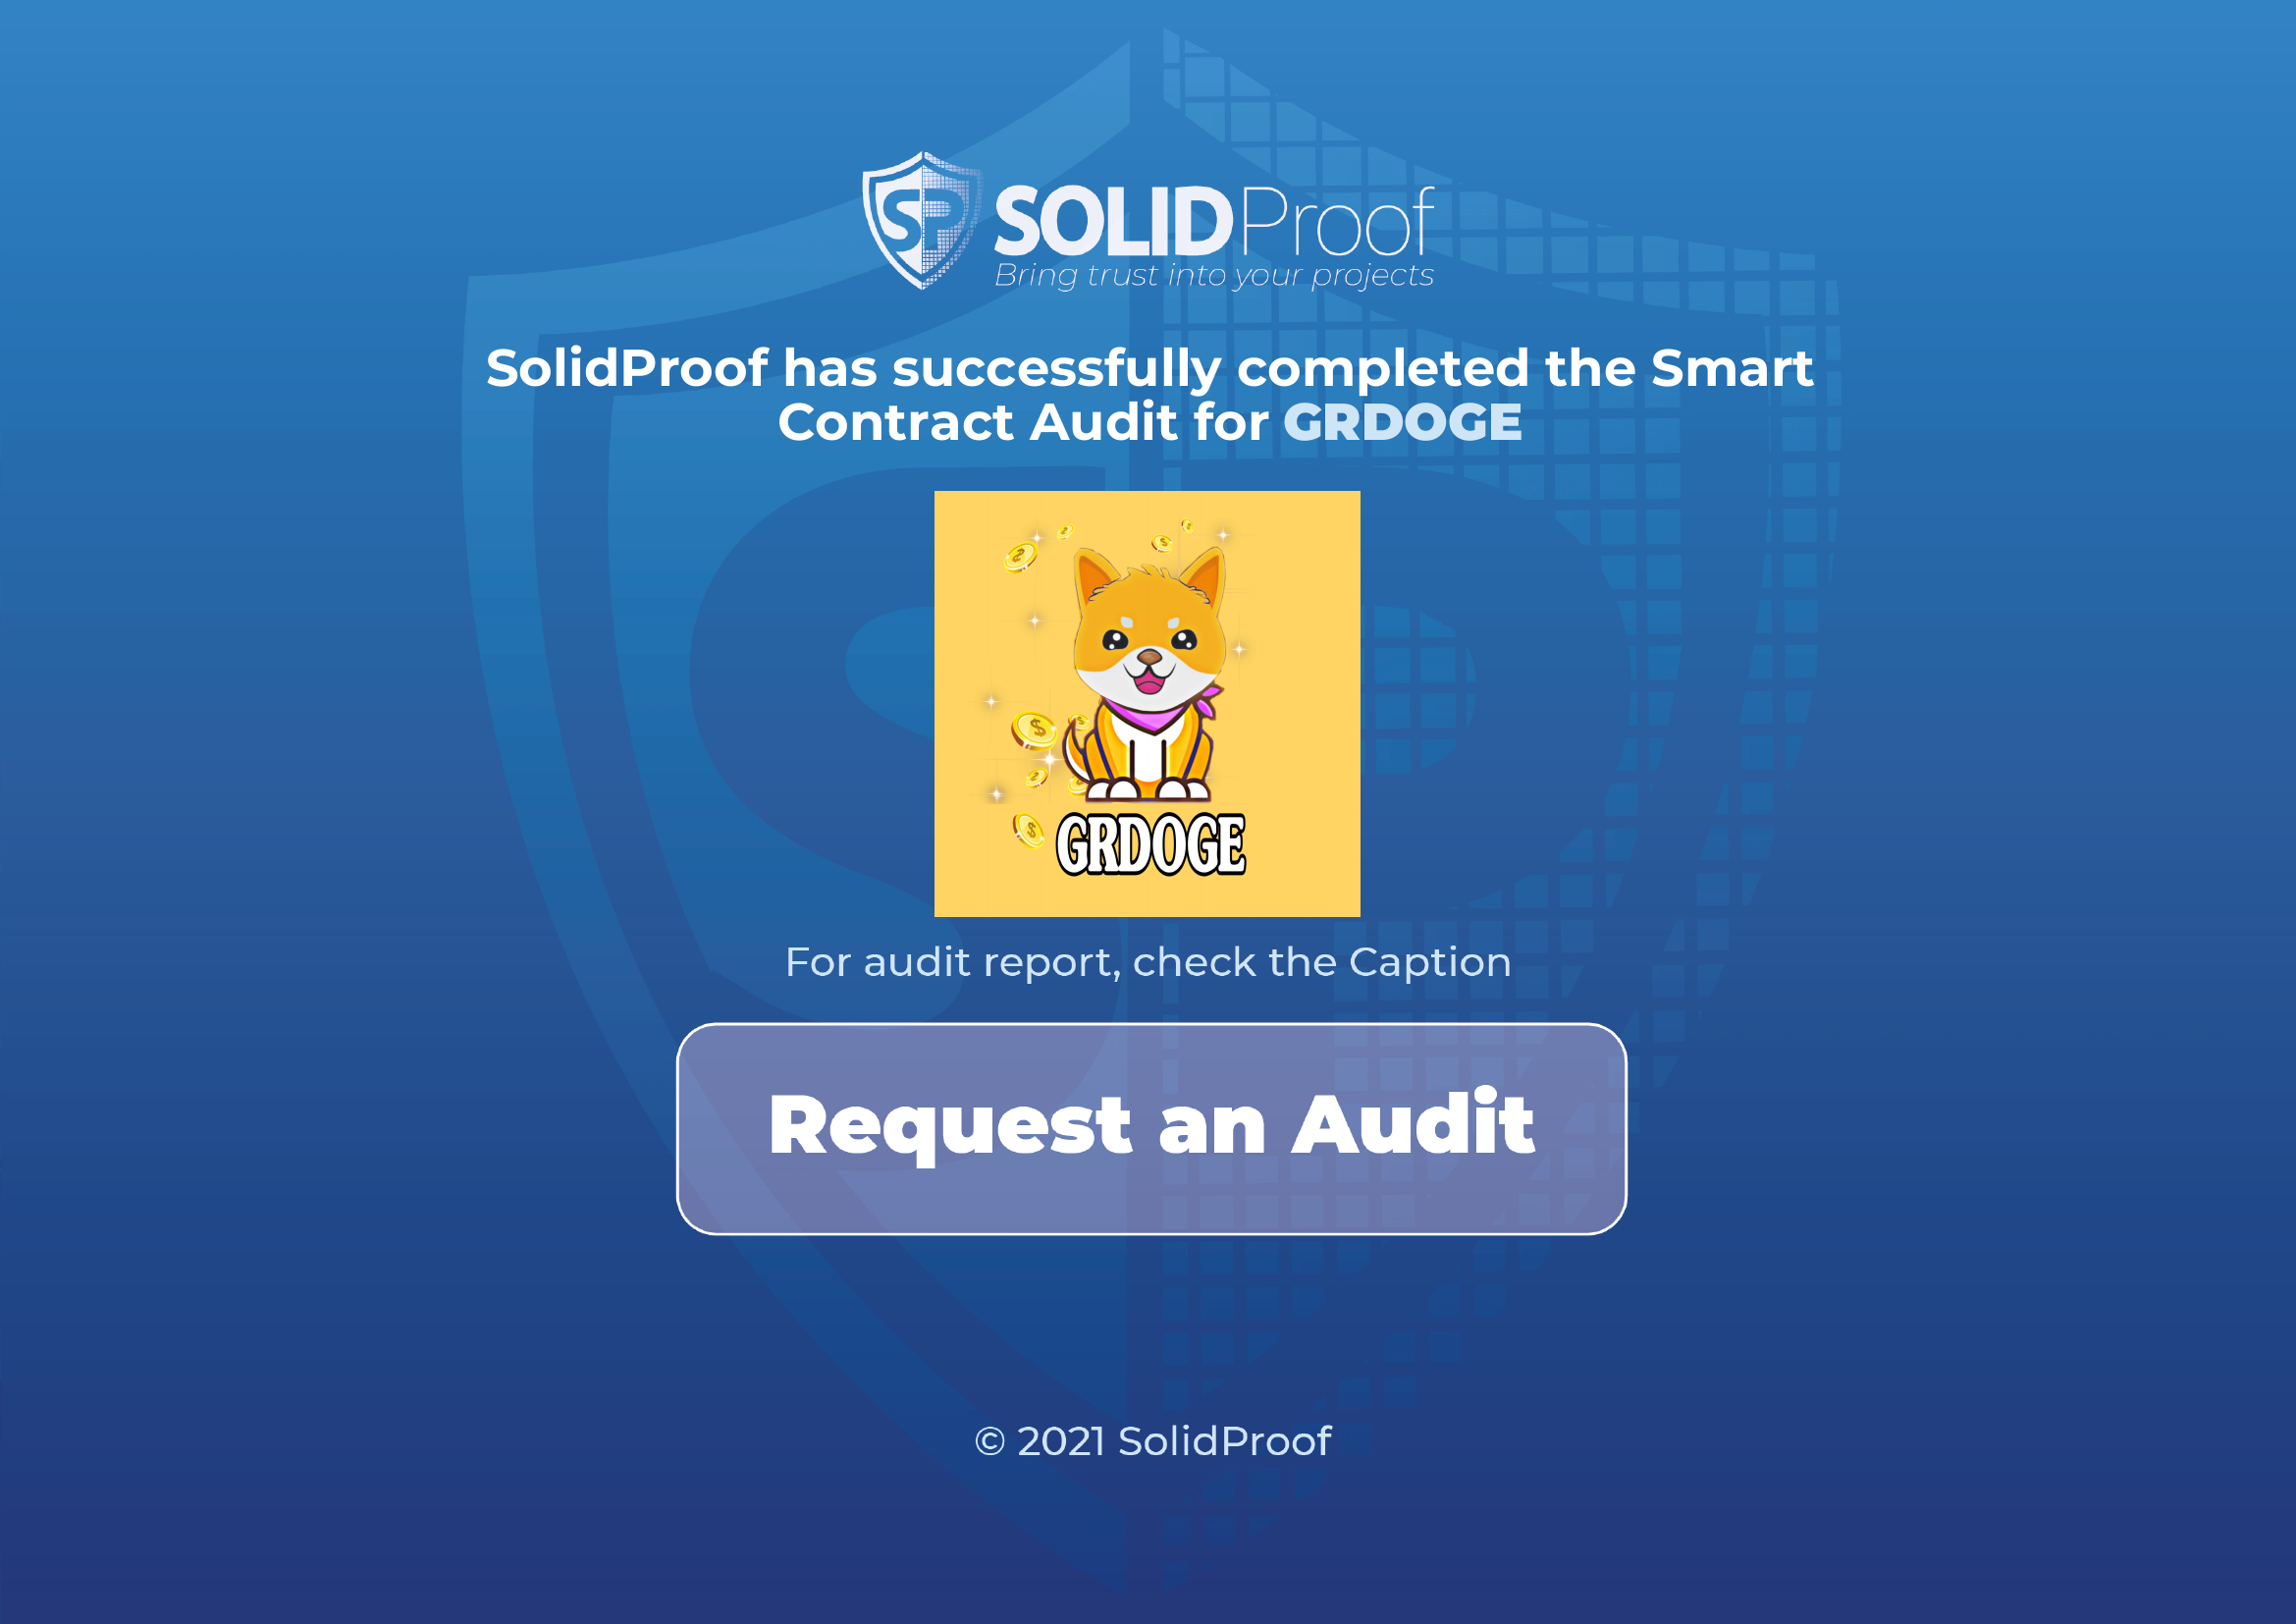 SP SOLIDProof
Bring trust into your projects
SolidProof has successfully completed the Smart
Contract Audit for GRDOGE
GRDOGE
For audit report, check the Caption
Request an Audit
© 2021 SolidProof